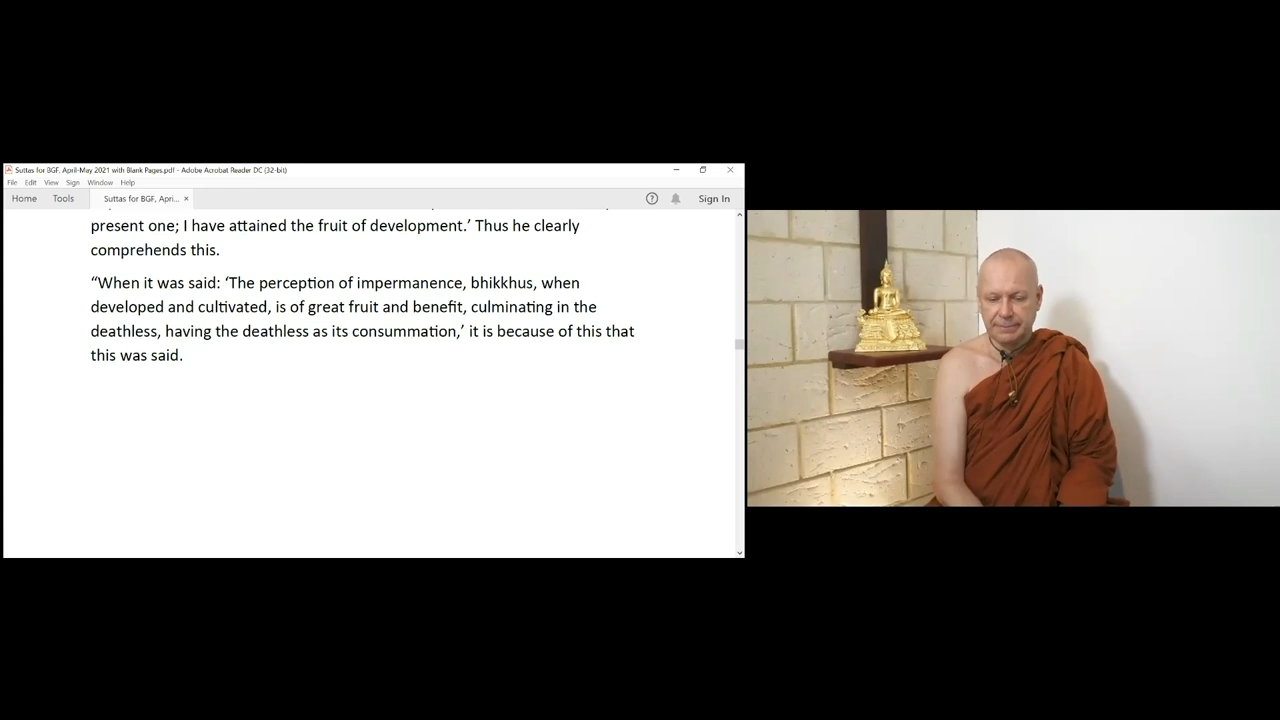 Suttas for BGF, April-May 2021 with Blank Pages.pdf - Adobe Acrobat Reader DC (32-bit)
File Edit View Sign Window Help
Home Tools Suttas for BGF, Apri... × Sign In
present one; I have attained the fruit of development.’ Thus he clearly
comprehends this.
“When it was said: ‘The perception of impermanence, bhikkhus, when
developed and cultivated, is of great fruit and benefit, culminating in the
deathless, having the deathless as its consummation,’ it is because of this that
this was said.